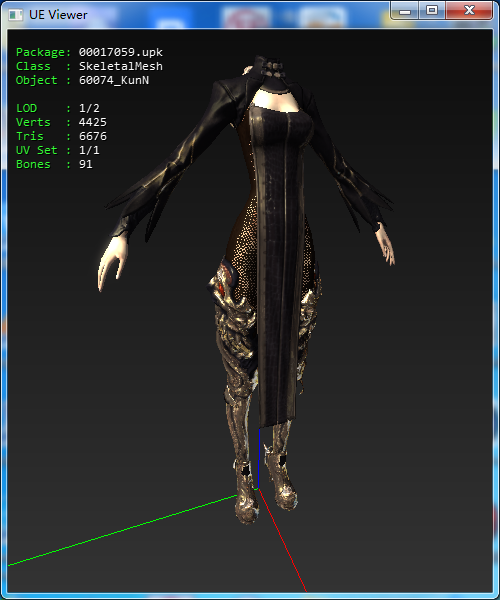 UE Viewer
Package: 00017059.upk
Class : SkeletalMesh
Object : 60074_KunN
LOD : 1/2
Verts : 4425
Tris : 6676
UV Set : 1/1
Bones : 91